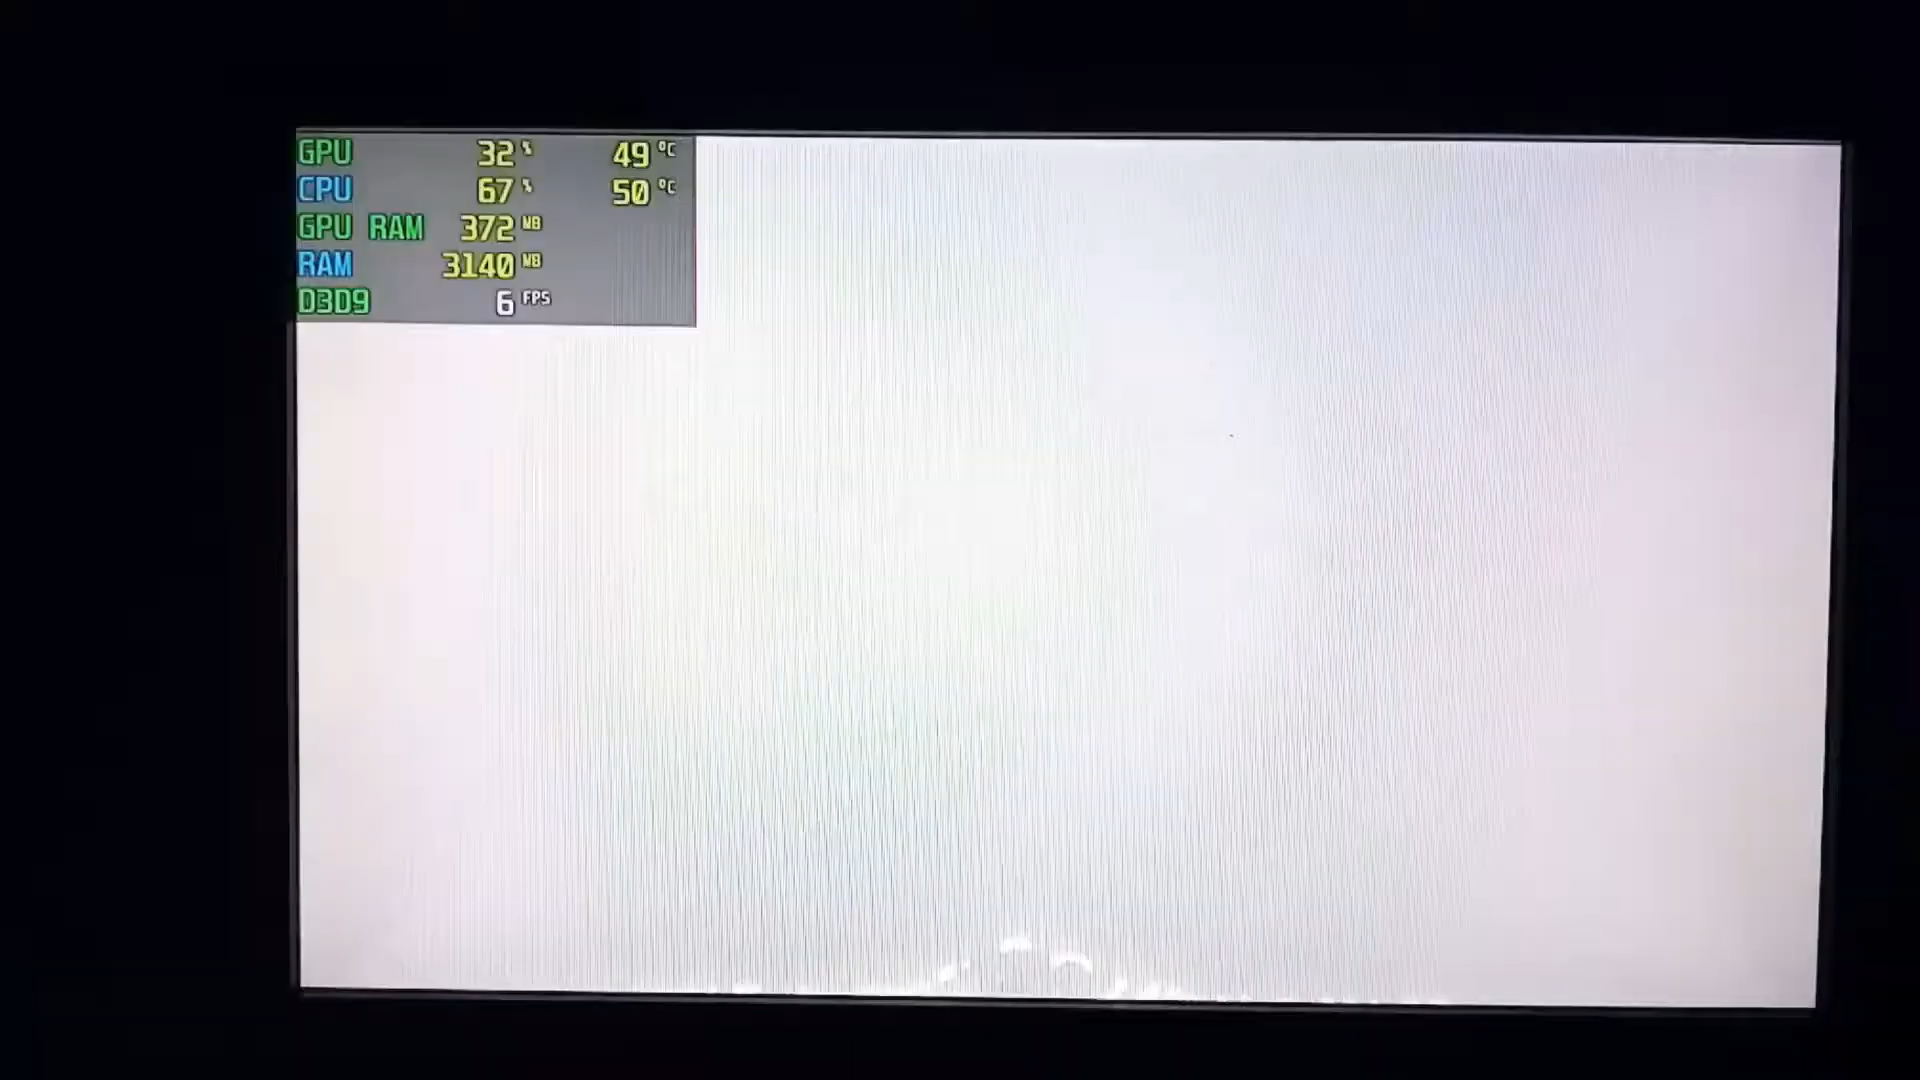 GPU 32 % 49 °C
CPU 67 % 50 °C
GPU RAM 372 MB
RAM 3140 MB
D3D9 6 FPS